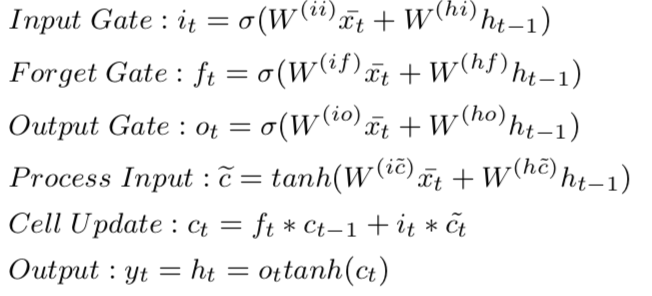 Input Gate : i_t = σ(W^{(ii)} x̄_t + W^{(hi)} h_{t−1})
Forget Gate : f_t = σ(W^{(if)} x̄_t + W^{(hf)} h_{t−1})
Output Gate : o_t = σ(W^{(io)} x̄_t + W^{(ho)} h_{t−1})
Process Input : c̃ = tanh(W^{(ic̃)} x̄_t + W^{(hc̃)} h_{t−1})
Cell Update : c_t = f_t * c_{t−1} + i_t * c̃_t
Output : y_t = h_t = o_t tanh(c_t)